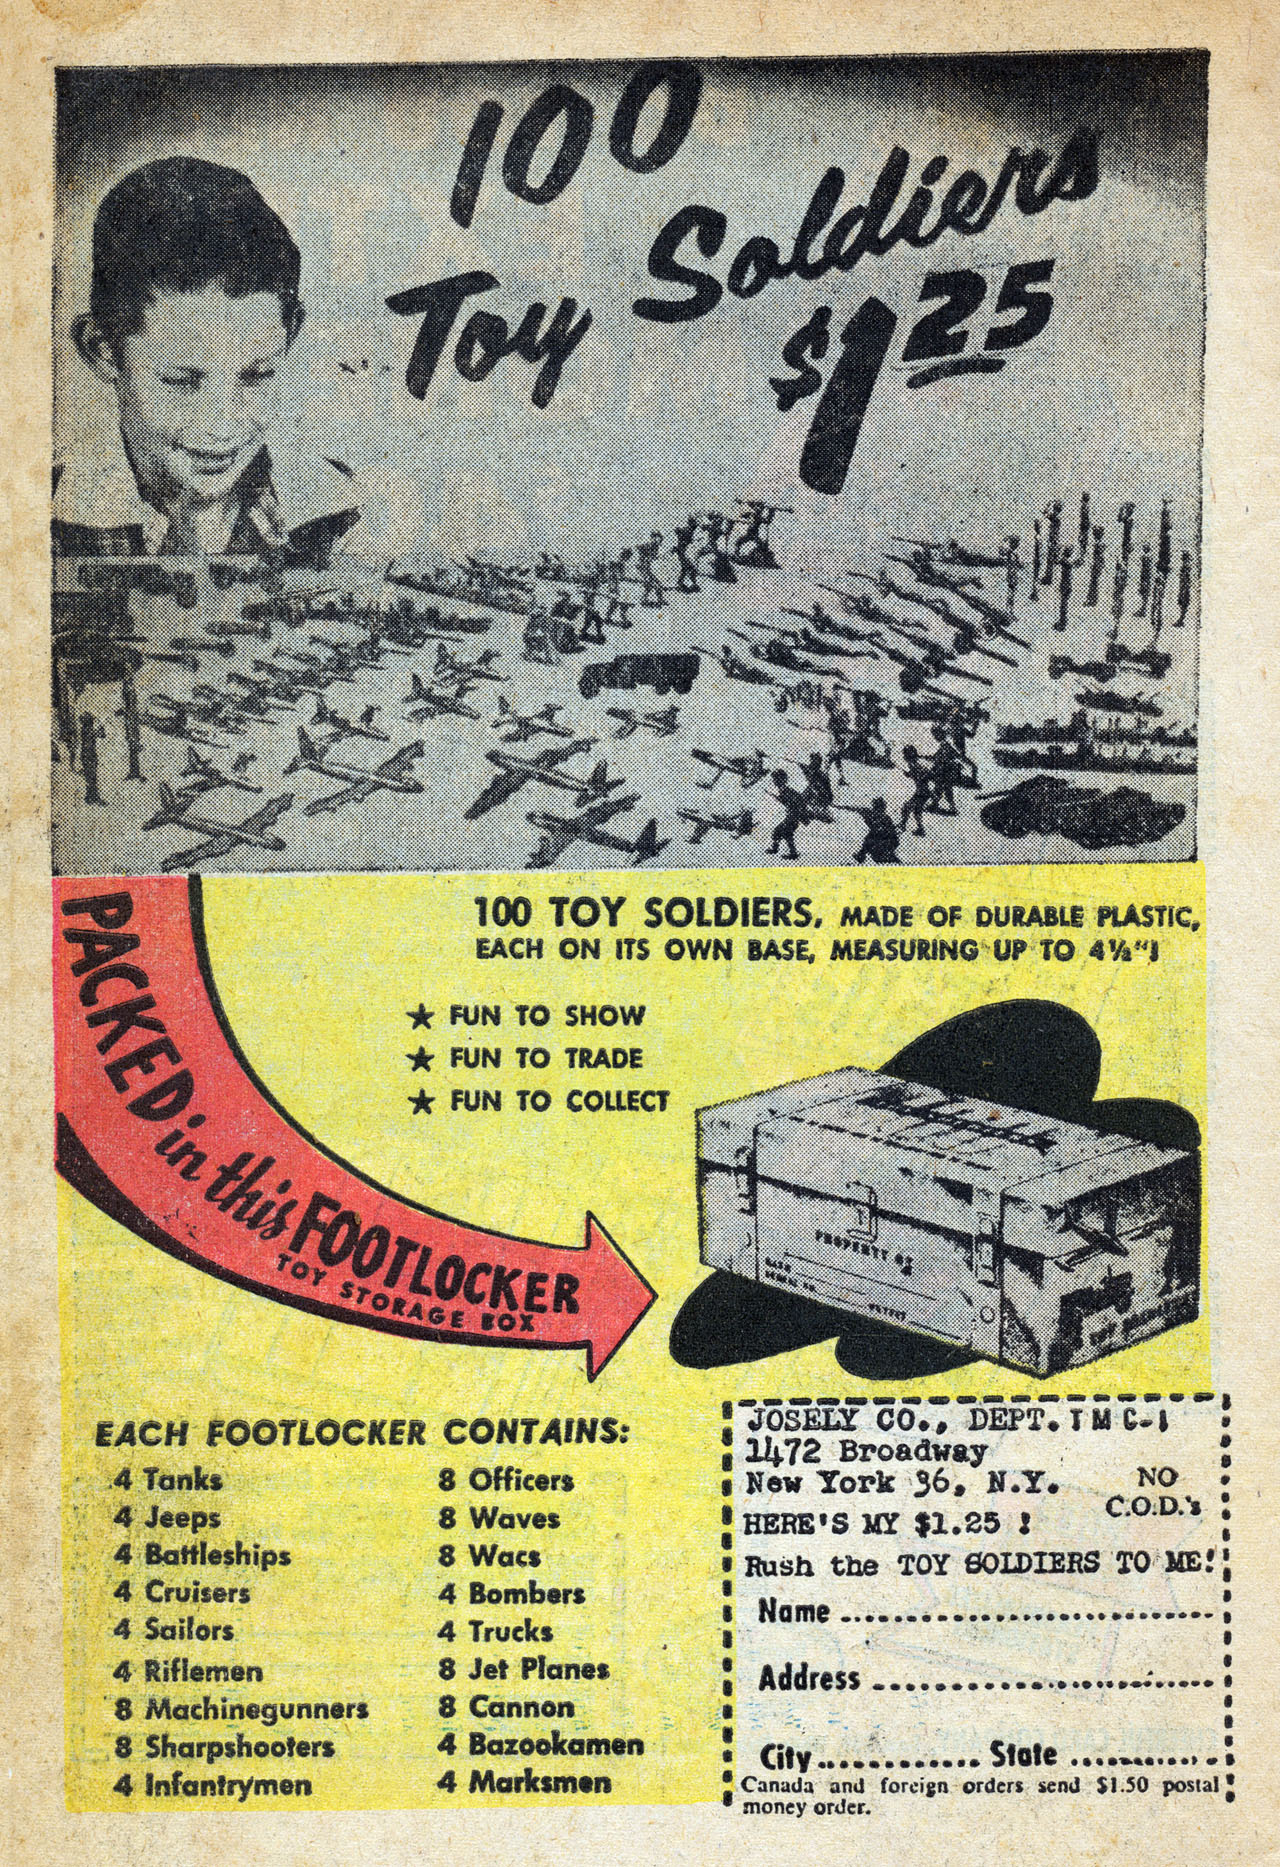 100
Toy Soldiers
$1.25
100 TOY SOLDIERS, MADE OF DURABLE PLASTIC,
EACH ON ITS OWN BASE, MEASURING UP TO 4½"!
★ FUN TO SHOW
★ FUN TO TRADE
★ FUN TO COLLECT
PACKED in this FOOTLOCKER
TOY STORAGE BOX
PROPERTY OF
EACH FOOTLOCKER CONTAINS:
4 Tanks
4 Jeeps
4 Battleships
4 Cruisers
4 Sailors
4 Riflemen
8 Machinegunners
8 Sharpshooters
4 Infantrymen
8 Officers
8 Waves
8 Wacs
4 Bombers
4 Trucks
8 Jet Planes
8 Cannon
4 Bazookamen
4 Marksmen
JOSELY CO., DEPT. TMC-1
1472 Broadway
New York 36, N.Y.
NO
C.O.D.'s
HERE'S MY $1.25 !
Rush the TOY SOLDIERS TO ME!
Name
Address
City State
Canada and foreign orders send $1.50 postal
money order.